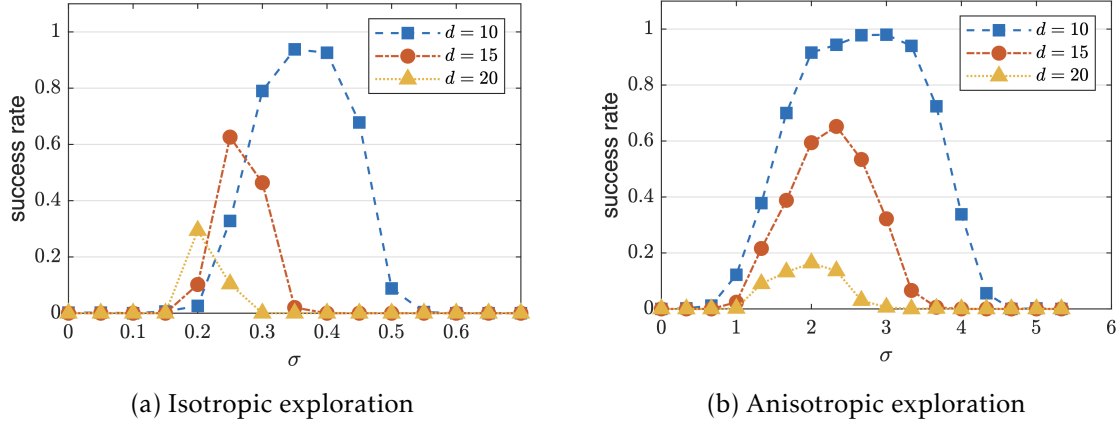 success rate
1
0.8
0.6
0.4
0.2
0
0 0.1 0.2 0.3 0.4 0.5 0.6
σ
d = 10
d = 15
d = 20
(a) Isotropic exploration
success rate
1
0.8
0.6
0.4
0.2
0
0 1 2 3 4 5 6
σ
d = 10
d = 15
d = 20
(b) Anisotropic exploration